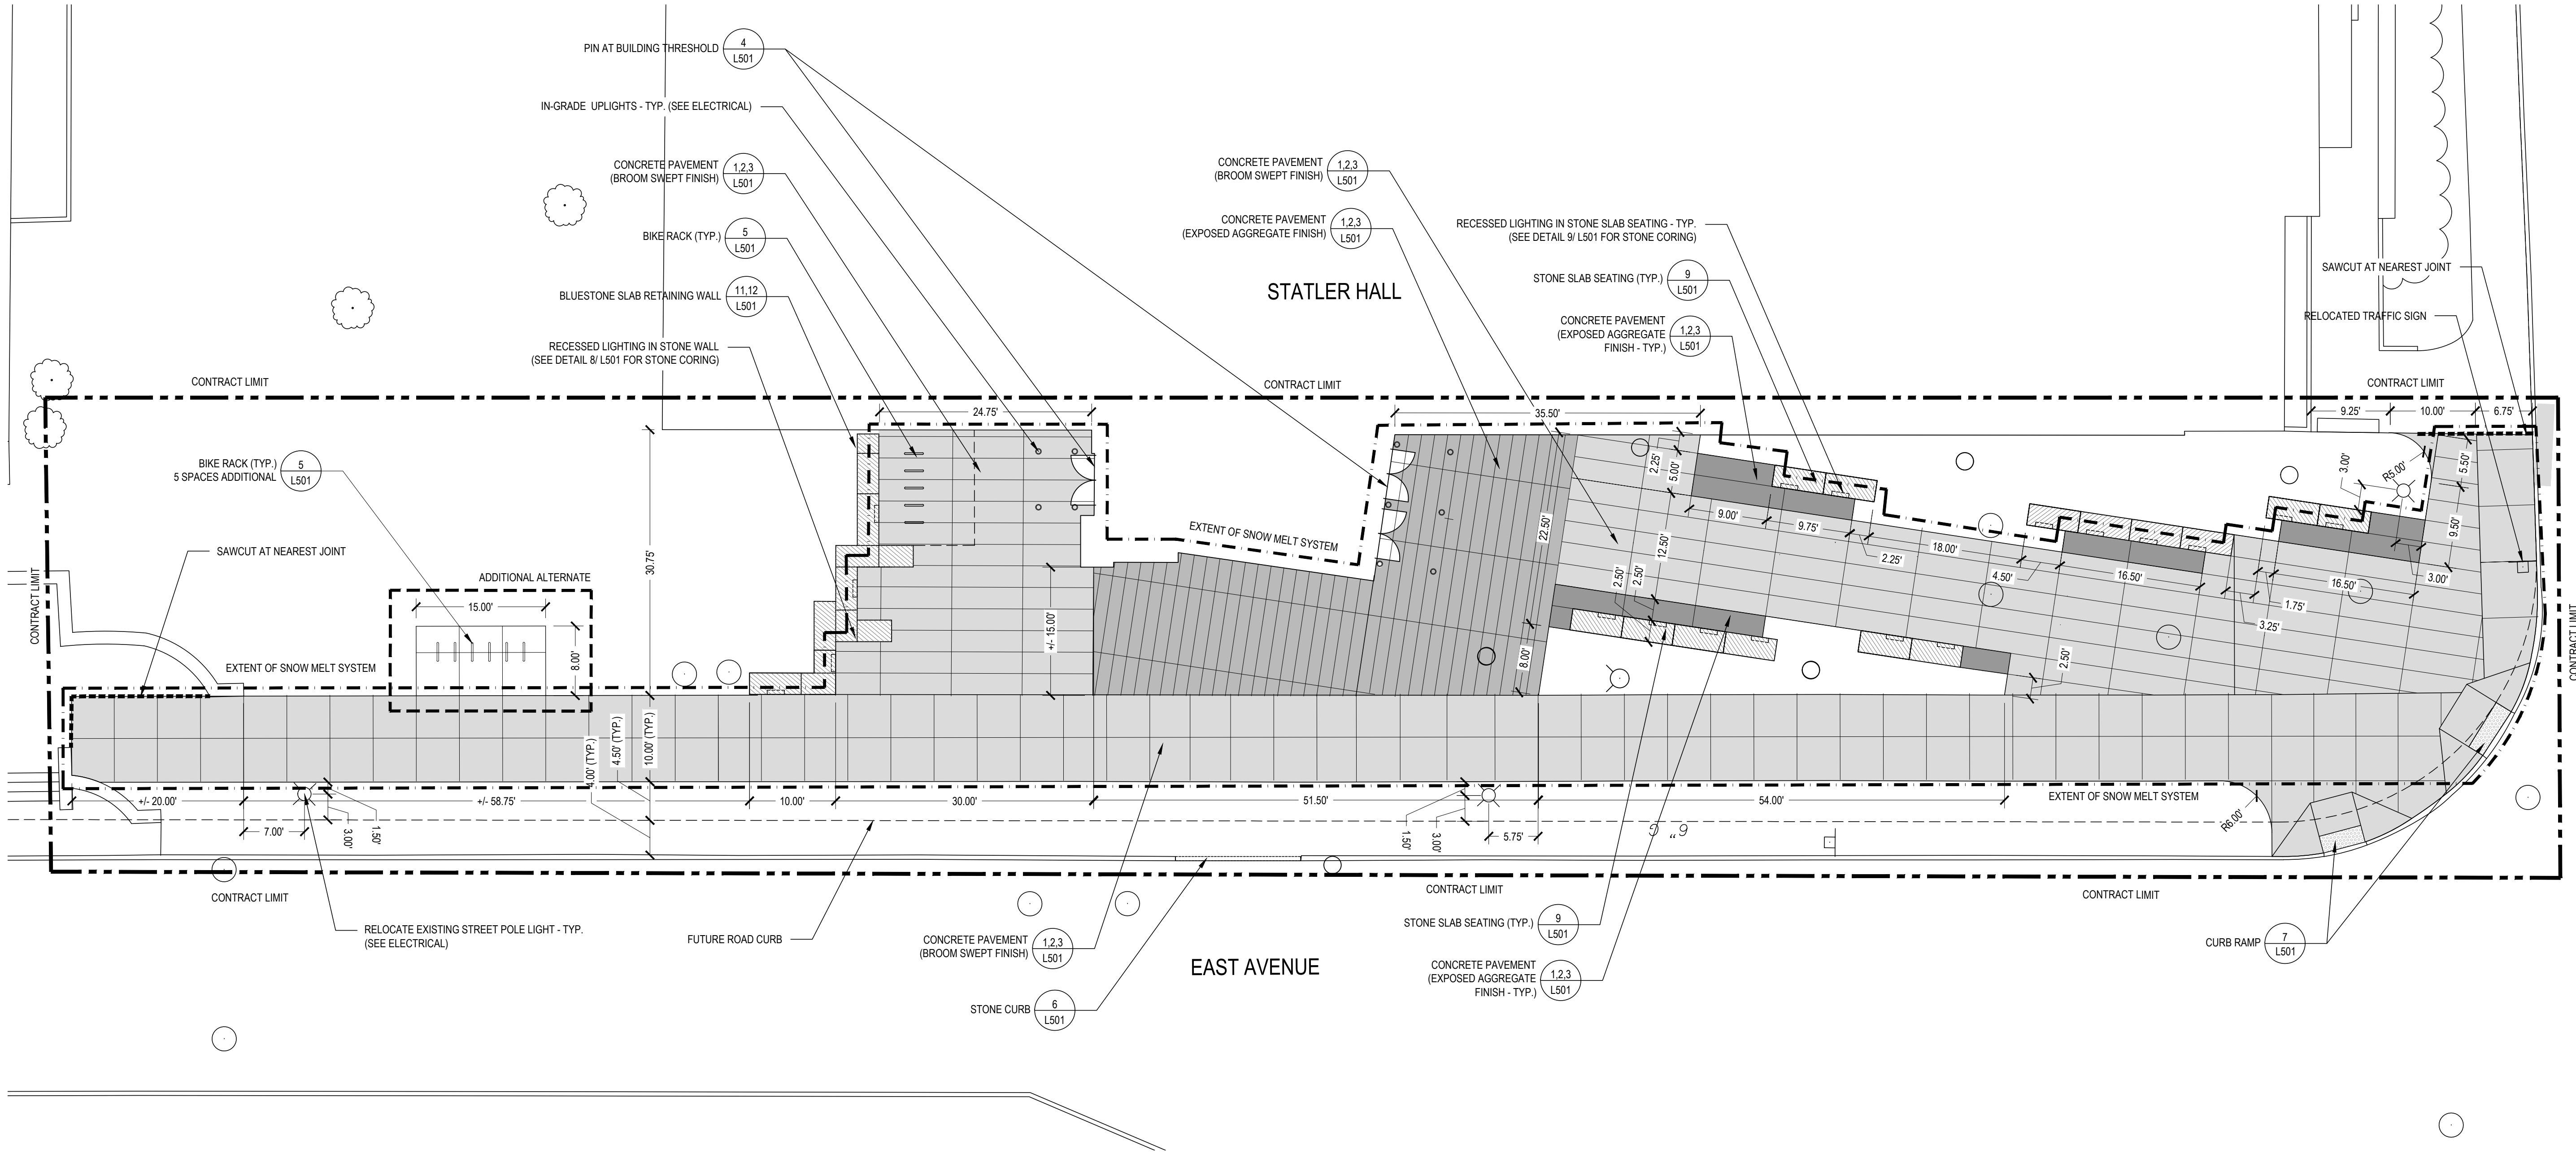 PIN AT BUILDING THRESHOLD
4
L501
IN-GRADE UPLIGHTS - TYP. (SEE ELECTRICAL)
CONCRETE PAVEMENT
(BROOM SWEPT FINISH)
1,2,3
L501
BIKE RACK (TYP.)
5
L501
BLUESTONE SLAB RETAINING WALL
11,12
L501
RECESSED LIGHTING IN STONE WALL
(SEE DETAIL 8/ L501 FOR STONE CORING)
CONCRETE PAVEMENT
(BROOM SWEPT FINISH)
1,2,3
L501
CONCRETE PAVEMENT
(EXPOSED AGGREGATE FINISH)
1,2,3
L501
STATLER HALL
RECESSED LIGHTING IN STONE SLAB SEATING - TYP.
(SEE DETAIL 9/ L501 FOR STONE CORING)
STONE SLAB SEATING (TYP.)
9
L501
CONCRETE PAVEMENT
(EXPOSED AGGREGATE
FINISH - TYP.)
1,2,3
L501
SAWCUT AT NEAREST JOINT
RELOCATED TRAFFIC SIGN
CONTRACT LIMIT
CONTRACT LIMIT
CONTRACT LIMIT
24.75'
35.50'
9.25'
10.00'
6.75'
BIKE RACK (TYP.)
5 SPACES ADDITIONAL
5
L501
SAWCUT AT NEAREST JOINT
ADDITIONAL ALTERNATE
15.00'
8.00'
EXTENT OF SNOW MELT SYSTEM
CONTRACT LIMIT
30.75'
+/- 15.00'
EXTENT OF SNOW MELT SYSTEM
22.50'
8.00'
2.25'
5.00'
12.50'
2.50'
2.50'
9.00'
9.75'
2.25'
18.00'
4.50'
16.50'
3.00'
R5.00'
5.50'
9.50'
16.50'
3.00'
1.75'
3.25'
2.50'
CONTRACT LIMIT
4.00' (TYP.)
4.50' (TYP.)
10.00' (TYP.)
+/- 20.00'
+/- 58.75'
10.00'
30.00'
51.50'
54.00'
EXTENT OF SNOW MELT SYSTEM
7.00'
3.00'
1.50'
1.50'
3.00'
5.75'
6" G
R6.00'
CONTRACT LIMIT
CONTRACT LIMIT
CONTRACT LIMIT
RELOCATE EXISTING STREET POLE LIGHT - TYP.
(SEE ELECTRICAL)
FUTURE ROAD CURB
CONCRETE PAVEMENT
(BROOM SWEPT FINISH)
1,2,3
L501
STONE CURB
6
L501
EAST AVENUE
STONE SLAB SEATING (TYP.)
9
L501
CONCRETE PAVEMENT
(EXPOSED AGGREGATE
FINISH - TYP.)
1,2,3
L501
CURB RAMP
7
L501